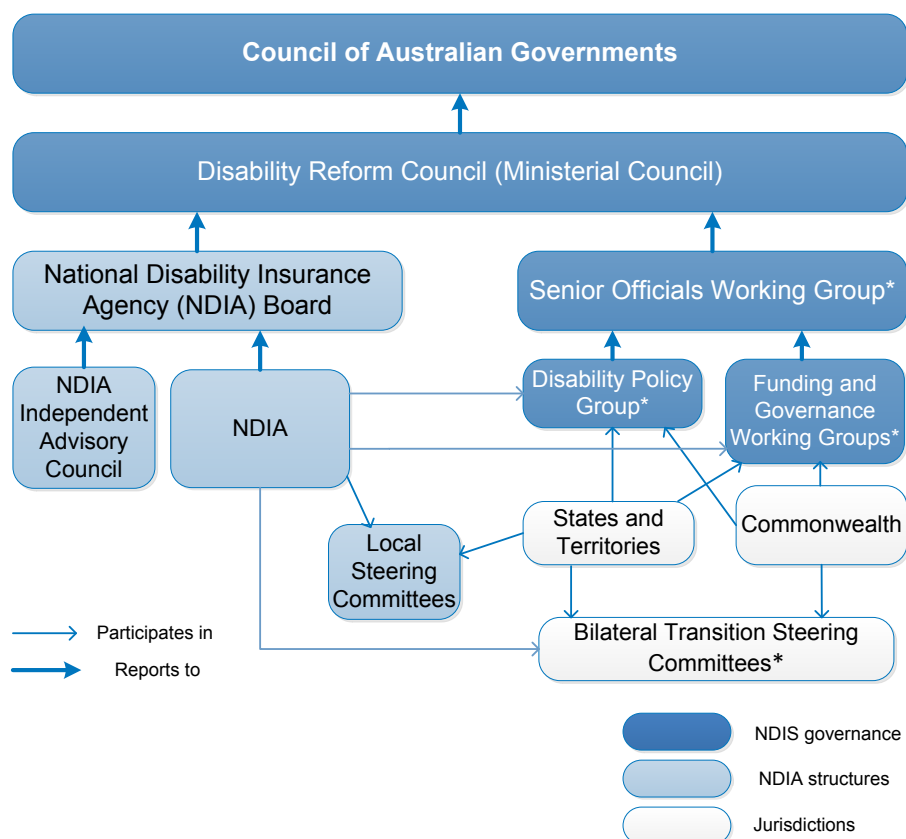 Council of Australian Governments
Disability Reform Council (Ministerial Council)
National Disability Insurance
Agency (NDIA) Board
Senior Officials Working Group*
NDIA
Independent
Advisory
Council
NDIA
Disability Policy
Group*
Funding and
Governance
Working Groups*
States and
Territories
Commonwealth
Local
Steering
Committees
Bilateral Transition Steering
Committees*
Participates in
Reports to
NDIS governance
NDIA structures
Jurisdictions